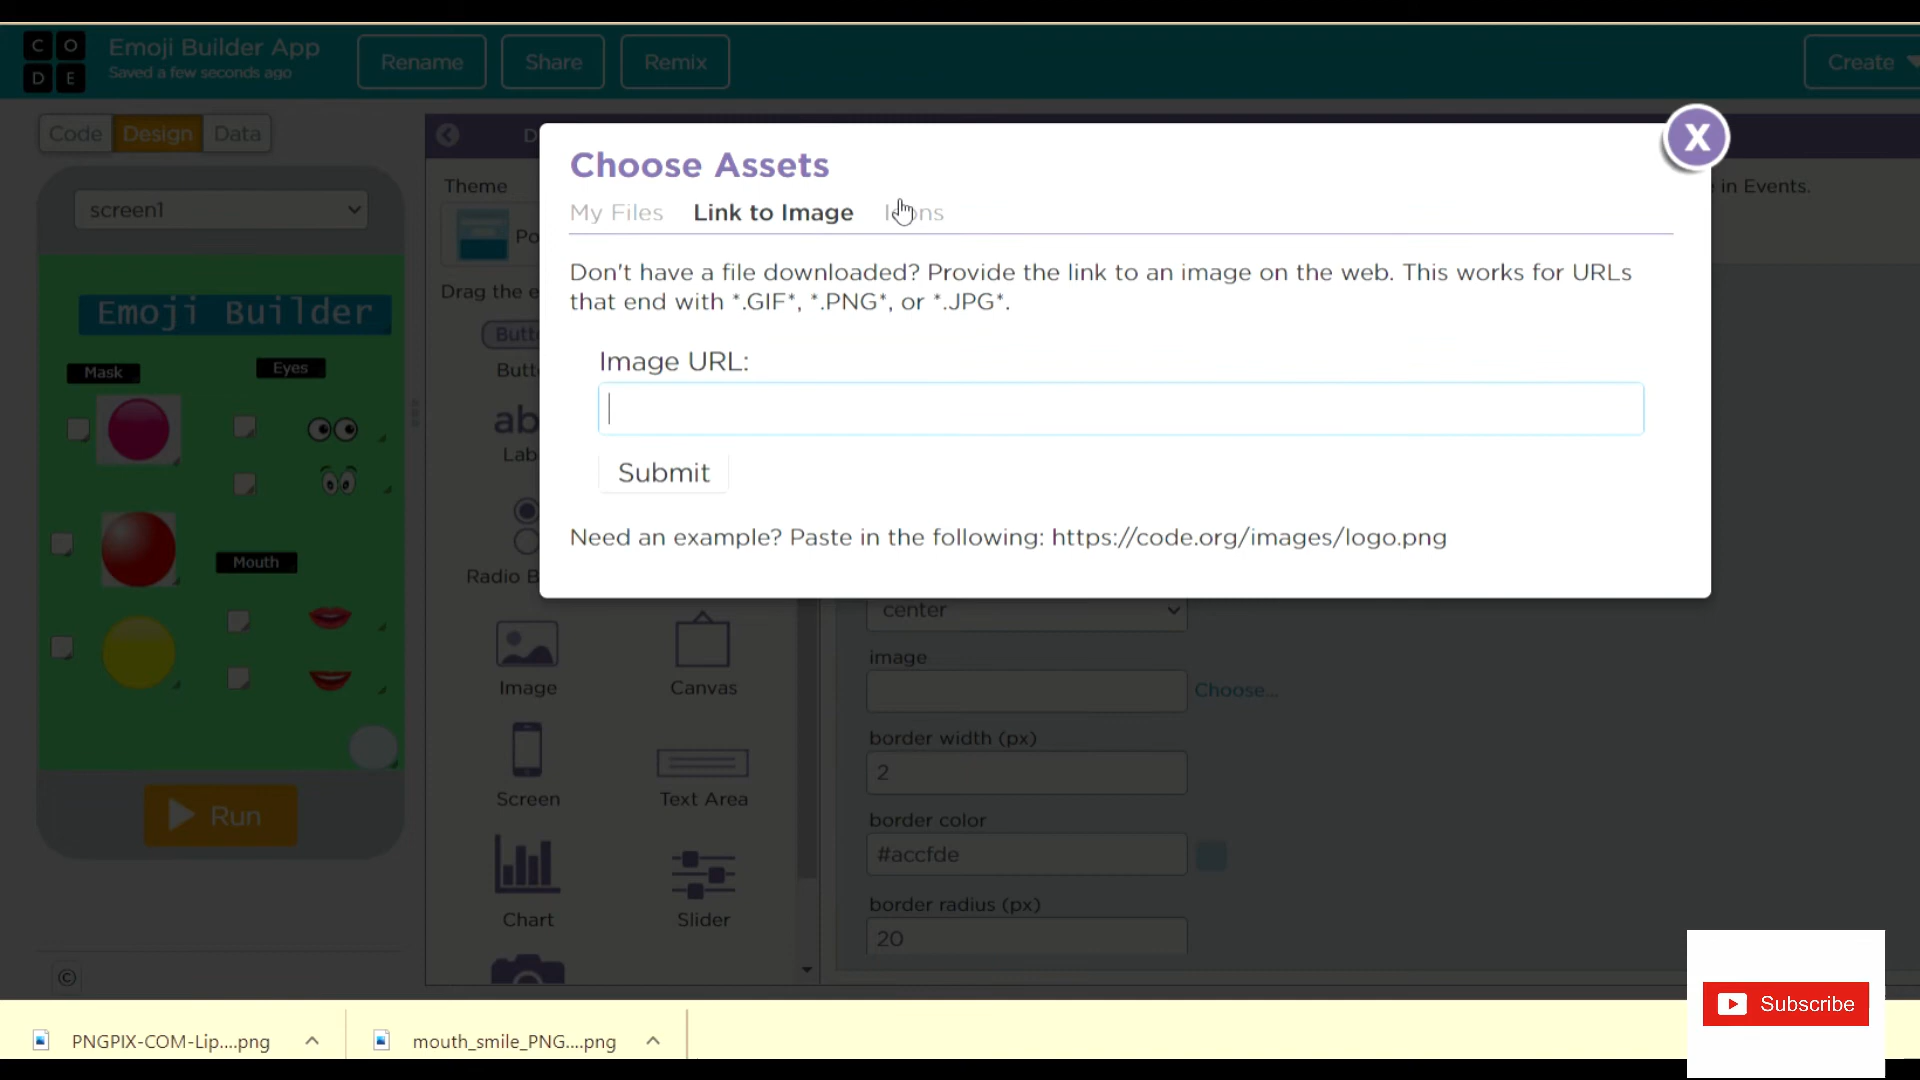 C O
D E
Emoji Builder App
Saved a few seconds ago
Rename
Share
Remix
Create
Code
Design
Data
D
X
Choose Assets
My Files
Link to Image
Theme
in Events.
screen1
Po
Don't have a file downloaded? Provide the link to an image on the web. This works for URLs
that end with *.GIF*, *.PNG*, or *.JPG*.
Drag the e
Emoji Builder
Butt
Butt
Image URL:
Mask
Eyes
ab
Lab
Submit
Need an example? Paste in the following: https://code.org/images/logo.png
Mouth
Radio B
center
image
Choose...
Image
Canvas
border width (px)
2
Screen
Text Area
Run
border color
#accfde
Chart
Slider
border radius (px)
20
©
Subscribe
PNGPIX-COM-Lip....png
mouth_smile_PNG....png